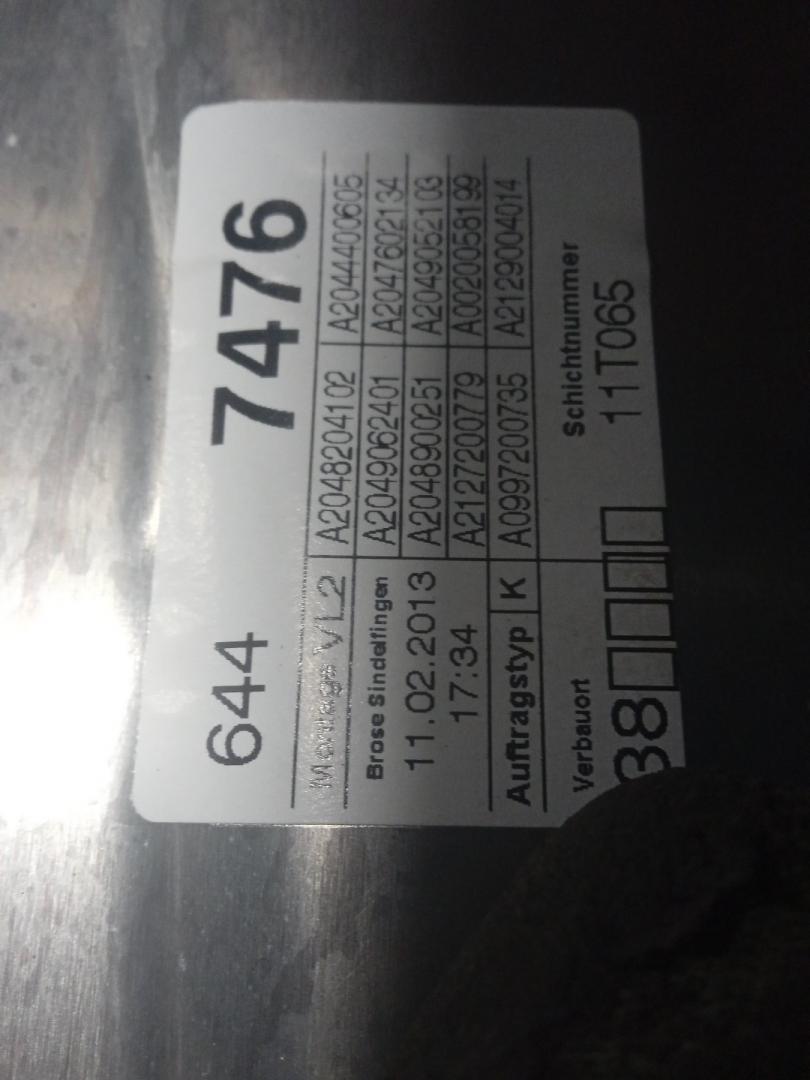 644 7476
Montage VL2 A2048204102 A2044400605
Brose Sindelfingen A2049062401 A2047602134
11.02.2013 A2048900251 A2049052103
17:34 A2127200779 A0020058199
Auftragstyp K A0997200735 A2129004014
Verbauort Schichtnummer
38 11T065